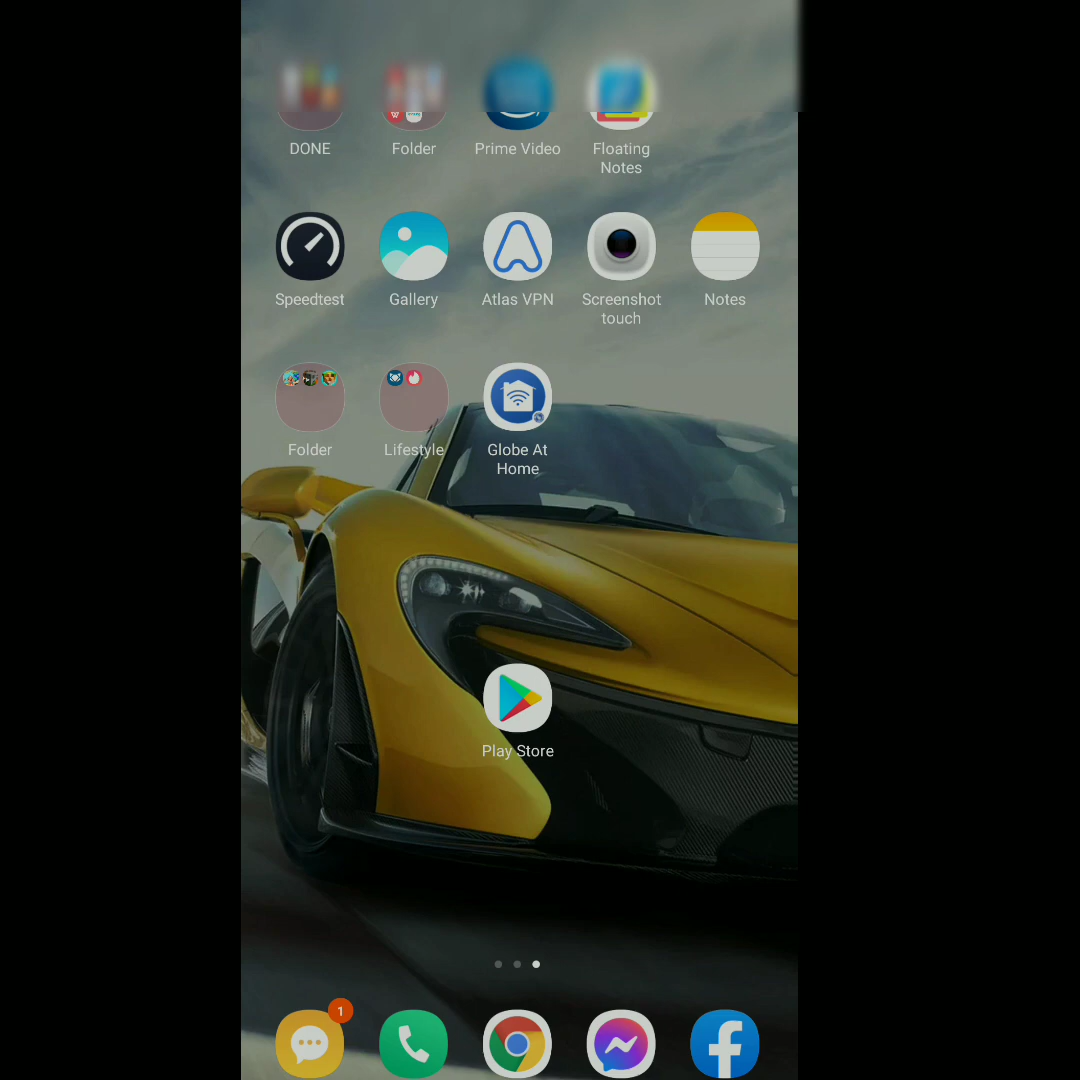 DONE
Folder
Prime Video
Floating
Notes
Speedtest
Gallery
Atlas VPN
Screenshot
touch
Notes
Folder
Lifestyle
Globe At
Home
Play Store
1